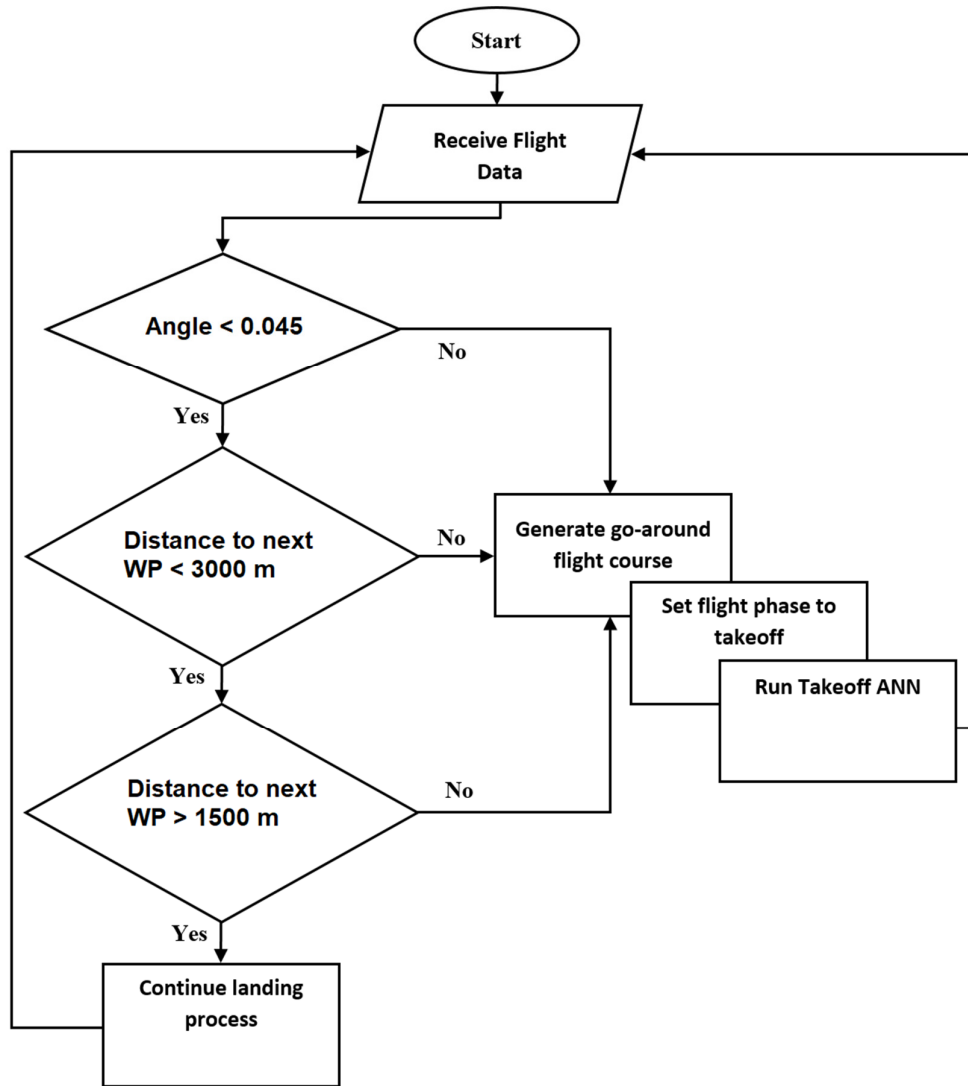 Start
Receive Flight
Data
Angle < 0.045
No
Yes
Distance to next
WP < 3000 m
No
Generate go-around
flight course
Set flight phase to
takeoff
Run Takeoff ANN
Yes
Distance to next
WP > 1500 m
No
Yes
Continue landing
process